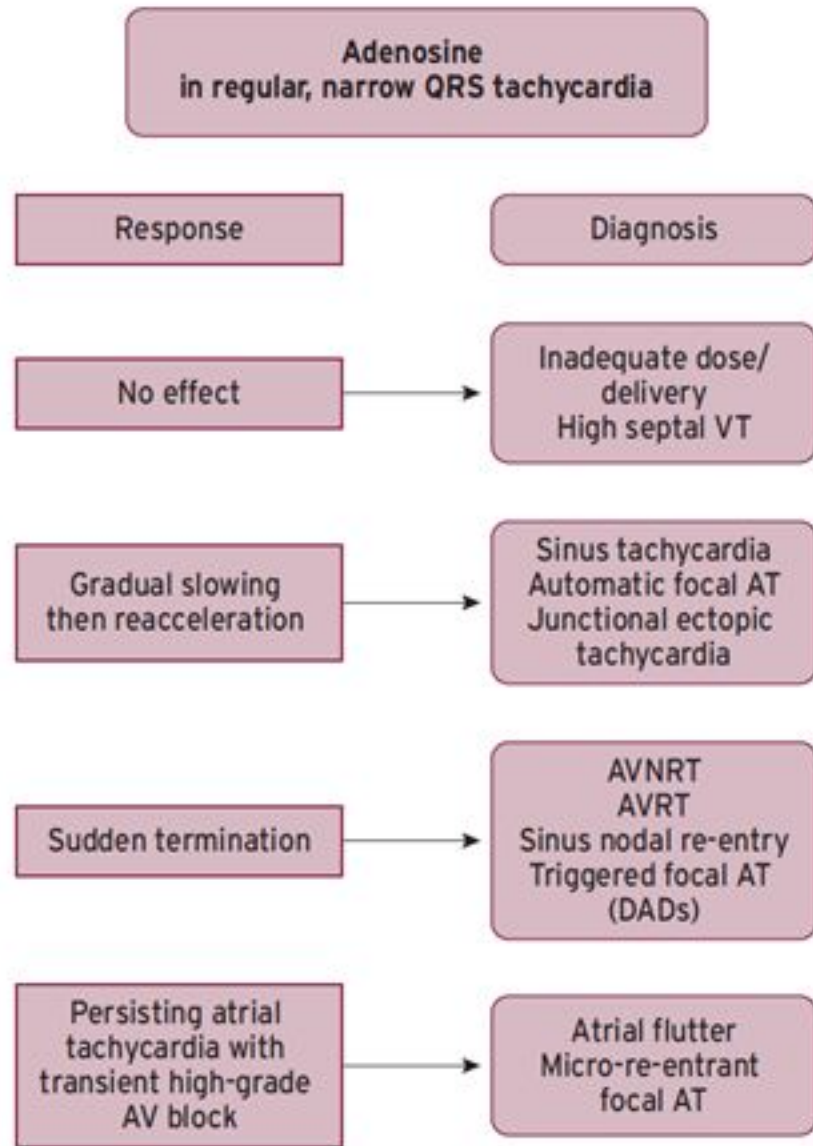 Adenosine
in regular, narrow QRS tachycardia
Response
Diagnosis
No effect
Inadequate dose/
delivery
High septal VT
Gradual slowing
then reacceleration
Sinus tachycardia
Automatic focal AT
Junctional ectopic
tachycardia
Sudden termination
AVNRT
AVRT
Sinus nodal re-entry
Triggered focal AT
(DADs)
Persisting atrial
tachycardia with
transient high-grade
AV block
Atrial flutter
Micro-re-entrant
focal AT